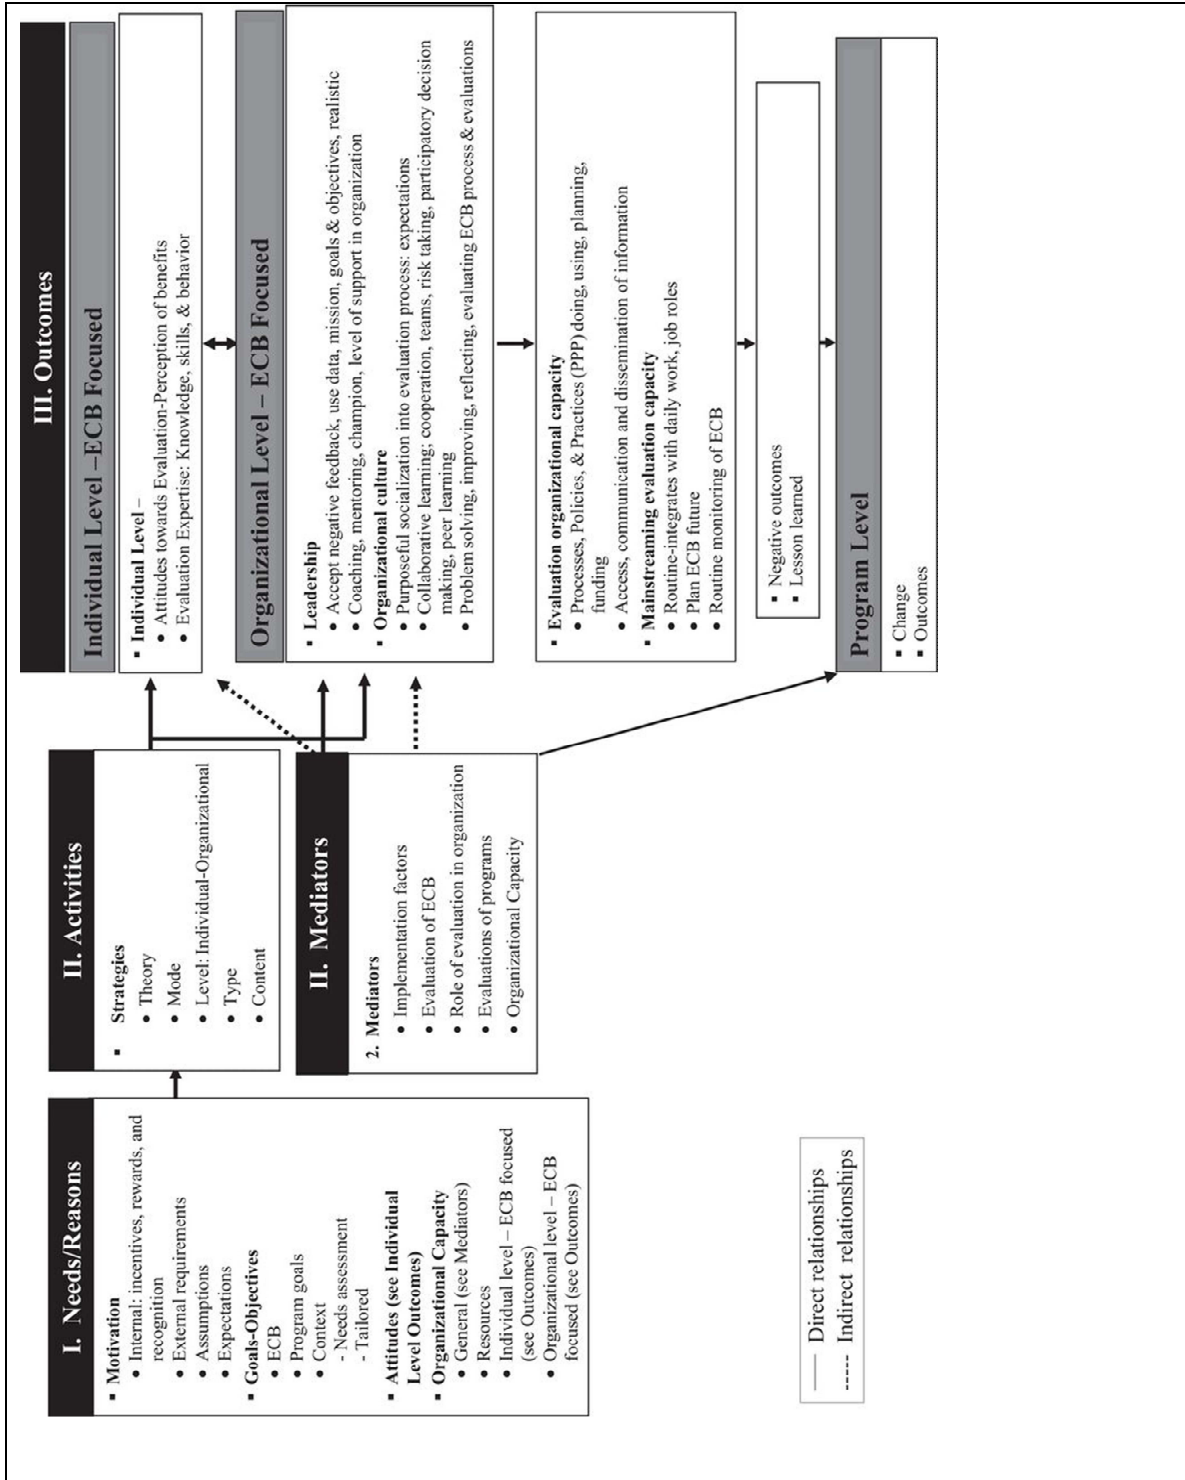 I. Needs/Reasons
▪ Motivation
• Internal: incentives, rewards, and
recognition
• External requirements
• Assumptions
• Expectations
▪ Goals-Objectives
• ECB
• Program goals
• Context
- Needs assessment
- Tailored
▪ Attitudes (see Individual
Level Outcomes)
▪ Organizational Capacity
• General (see Mediators)
• Resources
• Individual level – ECB focused
(see Outcomes)
• Organizational level – ECB
focused (see Outcomes)
II. Activities
▪ Strategies
• Theory
• Mode
• Level: Individual-Organizational
• Type
• Content
II. Mediators
2. Mediators
• Implementation factors
• Evaluation of ECB
• Role of evaluation in organization
• Evaluations of programs
• Organizational Capacity
III. Outcomes
Individual Level –ECB Focused
▪ Individual Level –
• Attitudes towards Evaluation-Perception of benefits
• Evaluation Expertise: Knowledge, skills, & behavior
Organizational Level – ECB Focused
▪ Leadership
• Accept negative feedback, use data, mission, goals & objectives, realistic
• Coaching, mentoring, champion, level of support in organization
▪ Organizational culture
• Purposeful socialization into evaluation process: expectations
• Collaborative learning; cooperation, teams, risk taking, participatory decision
making, peer learning
• Problem solving, improving, reflecting, evaluating ECB process & evaluations
▪ Evaluation organizational capacity
• Processes, Policies, & Practices (PPP) doing, using, planning,
funding
• Access, communication and dissemination of information
▪ Mainstreaming evaluation capacity
• Routine-integrates with daily work, job roles
• Plan ECB future
• Routine monitoring of ECB
▪ Negative outcomes
▪ Lesson learned
Program Level
▪ Change
▪ Outcomes
—— Direct relationships
----- Indirect relationships